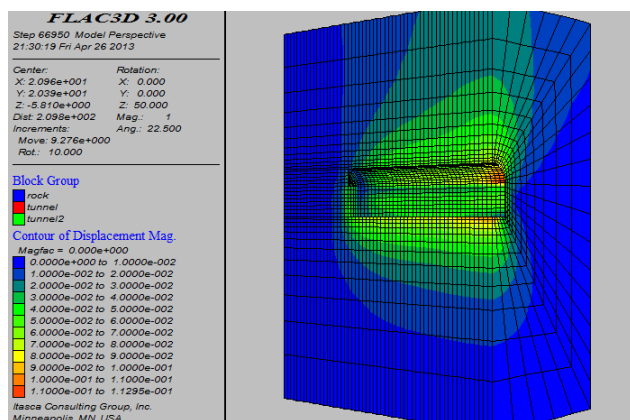 FLAC3D 3.00
Step 66950 Model Perspective
21:30:19 Fri Apr 26 2013
Center: Rotation:
X: 2.096e+001 X: 0.000
Y: 2.039e+001 Y: 0.000
Z: -5.810e+000 Z: 50.000
Dist: 2.098e+002 Mag.: 1
Increments: Ang.: 22.500
Move: 9.276e+000
Rot.: 10.000
Block Group
rock
tunnel
tunnel2
Contour of Displacement Mag.
Magfac = 0.000e+000
0.0000e+000 to 1.0000e-002
1.0000e-002 to 2.0000e-002
2.0000e-002 to 3.0000e-002
3.0000e-002 to 4.0000e-002
4.0000e-002 to 5.0000e-002
5.0000e-002 to 6.0000e-002
6.0000e-002 to 7.0000e-002
7.0000e-002 to 8.0000e-002
8.0000e-002 to 9.0000e-002
9.0000e-002 to 1.0000e-001
1.0000e-001 to 1.1000e-001
1.1000e-001 to 1.1295e-001
Itasca Consulting Group, Inc.
Minneapolis, MN USA